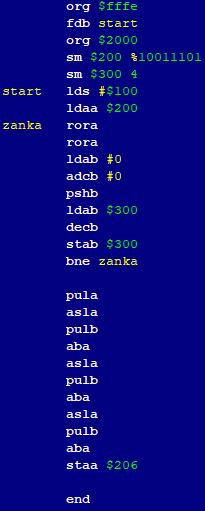 org $fffe
fdb start
org $2000
sm $200 %10011101
sm $300 4
start lds #$100
ldaa $200
zanka rora
rora
ldab #0
adcb #0
pshb
ldab $300
decb
stab $300
bne zanka
pula
asla
pulb
aba
asla
pulb
aba
asla
pulb
aba
staa $206
end